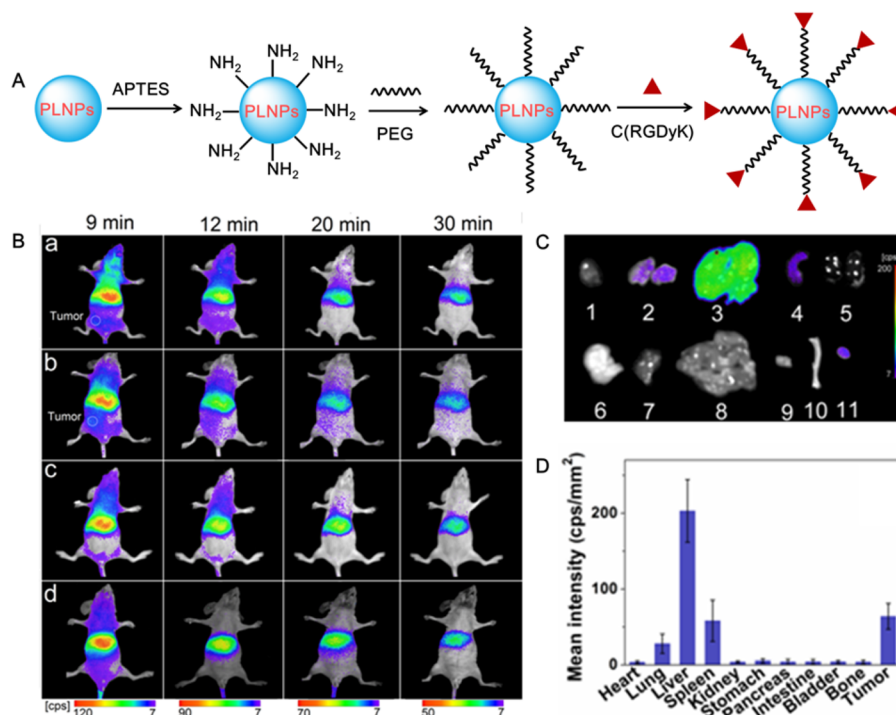 A
PLNPs
APTES
NH2 NH2 NH2 NH2 NH2 NH2 NH2 NH2
PLNPs
PEG
PLNPs
C(RGDyK)
PLNPs
B
9 min 12 min 20 min 30 min
a
Tumor
b
Tumor
c
d
[cps] 120 7 90 7 70 7 50 7
C
[cps]
200
7
1 2 3 4 5
6 7 8 9 10 11
D
Mean intensity (cps/mm²)
200
100
0
Heart Lung Liver Spleen Kidney Stomach Pancreas Intestine Bladder Bone Tumor